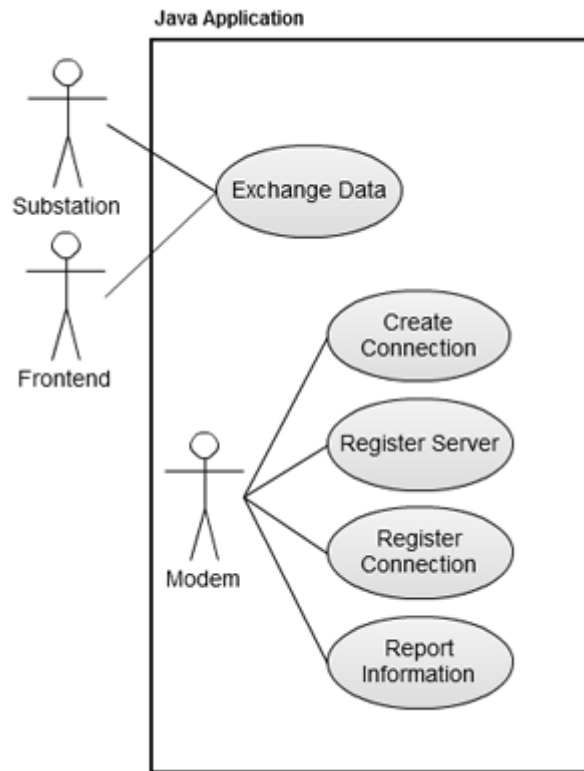 Java Application
Substation
Exchange Data
Frontend
Create
Connection
Register Server
Modem
Register
Connection
Report
Information